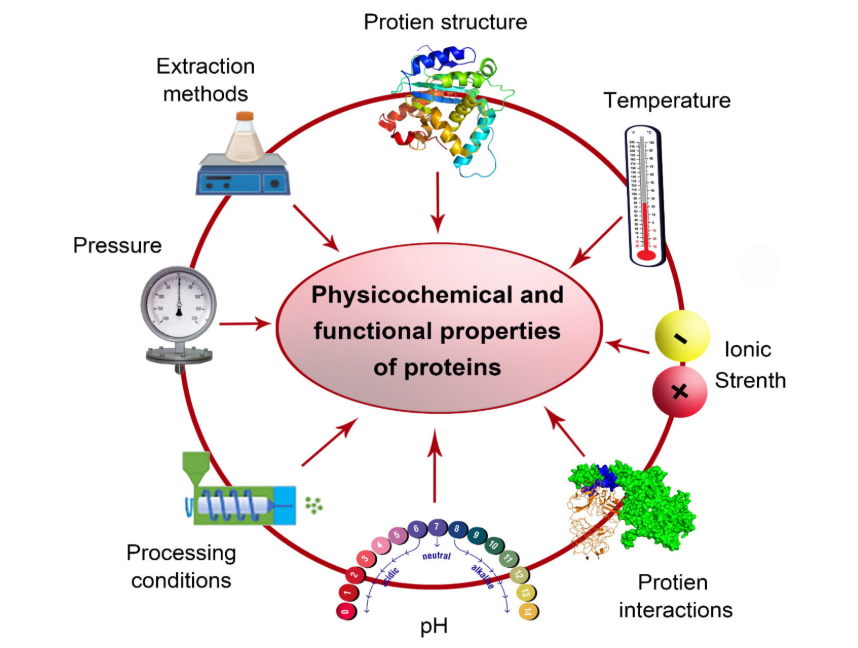 Protien structure
Extraction
methods
Temperature
Pressure
Physicochemical and
functional properties
of proteins
Ionic
Strenth
Processing
conditions
0 1 2 3 4 5 6 7 8 9 10 11 12 13 14
acidic
neutral
alkaline
pH
Protien
interactions